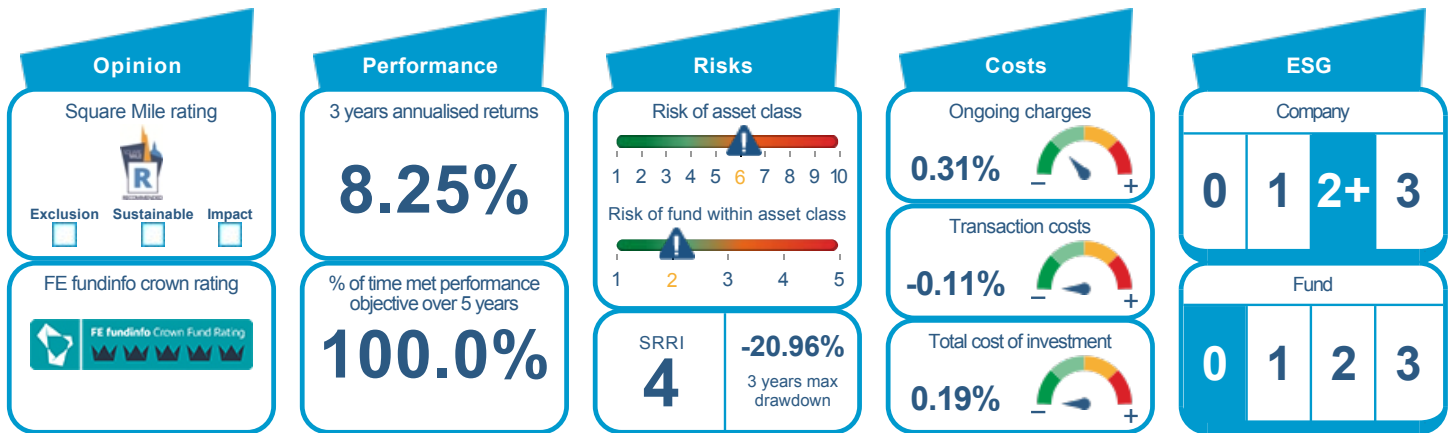 Opinion
Square Mile rating
R
RECOMMENDED
Exclusion Sustainable Impact
FE fundinfo crown rating
FE fundinfo Crown Fund Rating
Performance
3 years annualised returns
8.25%
% of time met performance
objective over 5 years
100.0%
Risks
Risk of asset class
1 2 3 4 5 6 7 8 9 10
Risk of fund within asset class
1 2 3 4 5
SRRI
4
-20.96%
3 years max
drawdown
Costs
Ongoing charges
0.31%
– +
Transaction costs
-0.11%
– +
Total cost of investment
0.19%
– +
ESG
Company
0 1 2+ 3
Fund
0 1 2 3